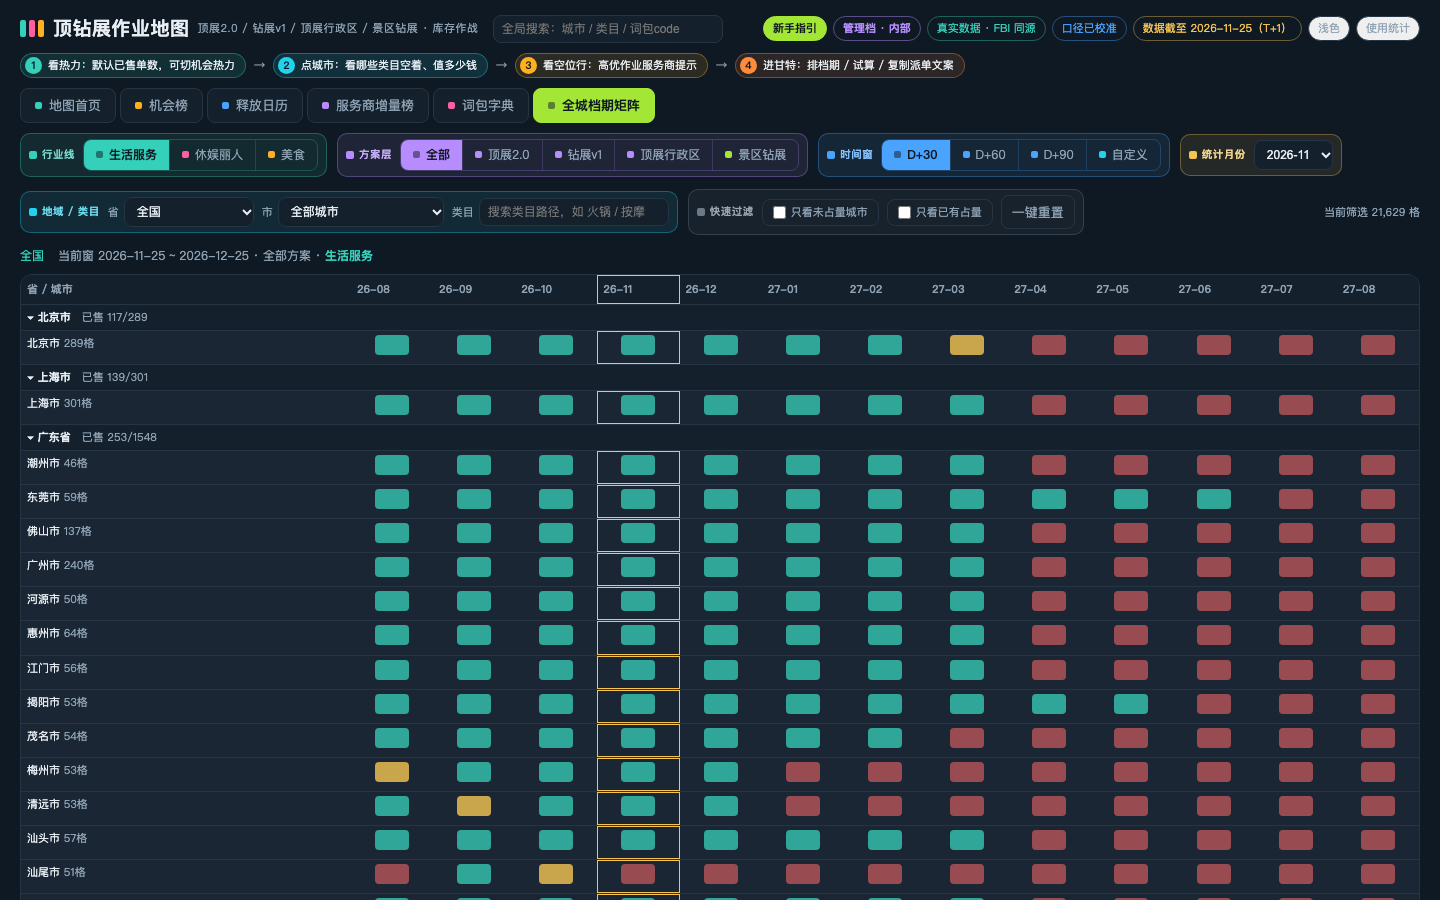 顶钻展作业地图 顶展2.0 / 钻展v1 / 顶展行政区 / 景区钻展 · 库存作战 全局搜索：城市 / 类目 / 词包code 新手指引 管理档 · 内部 真实数据 · FBI 同源 口径已校准 数据截至 2026-11-25（T+1） 浅色 使用统计
1 看热力：默认已售单数，可切机会热力 → 2 点城市：看哪些类目空着、值多少钱 → 3 看空位行：高优作业服务商提示 → 4 进甘特：排档期 / 试算 / 复制派单文案
地图首页 机会榜 释放日历 服务商增量榜 词包字典 全城档期矩阵
行业线 生活服务 休娱丽人 美食 方案层 全部 顶展2.0 钻展v1 顶展行政区 景区钻展 时间窗 D+30 D+60 D+90 自定义 统计月份 2026-11
地域 / 类目 省 全国 市 全部城市 类目 搜索类目路径，如 火锅 / 按摩 快速过滤 只看未占量城市 只看已有占量 一键重置 当前筛选 21,629 格
全国 当前窗 2026-11-25 ~ 2026-12-25 · 全部方案 · 生活服务
省 / 城市 26-08 26-09 26-10 26-11 26-12 27-01 27-02 27-03 27-04 27-05 27-06 27-07 27-08
北京市 已售 117/289
北京市 289格
上海市 已售 139/301
上海市 301格
广东省 已售 253/1548
潮州市 46格
东莞市 59格
佛山市 137格
广州市 240格
河源市 50格
惠州市 64格
江门市 56格
揭阳市 53格
茂名市 54格
梅州市 53格
清远市 53格
汕头市 57格
汕尾市 51格